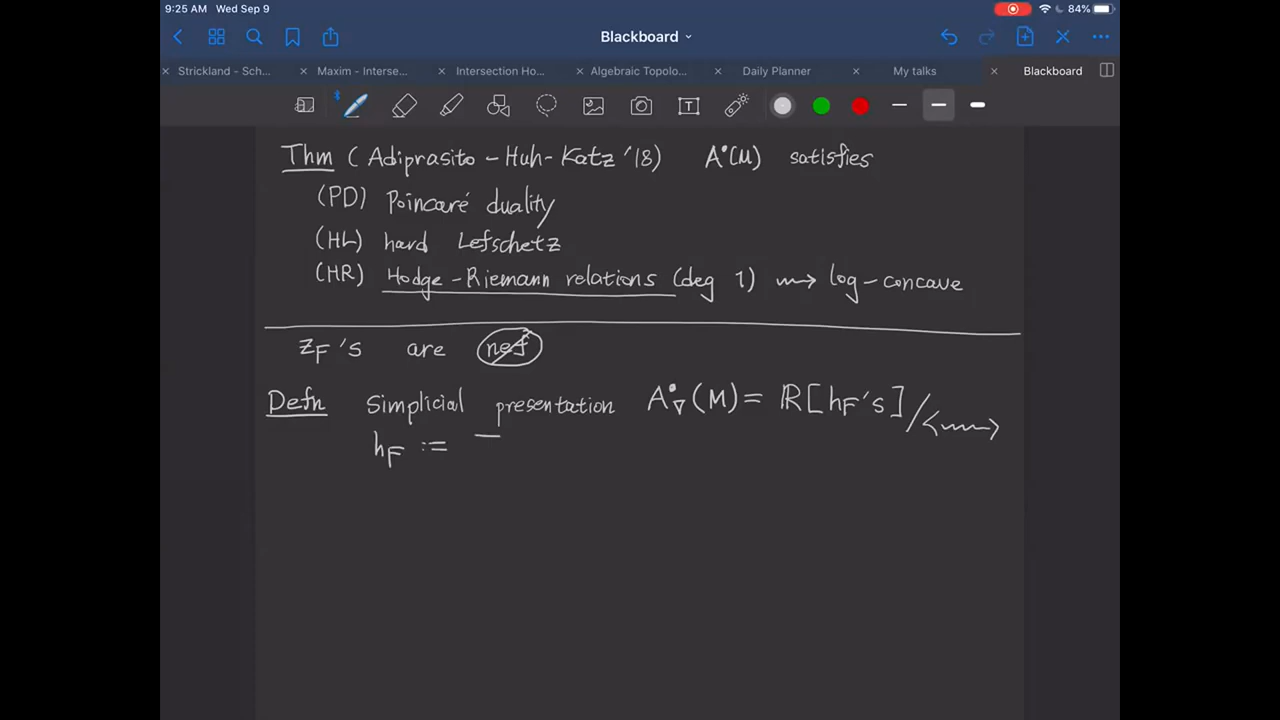 9:25 AM Wed Sep 9
84%
Blackboard
Strickland - Sch...
Maxim - Interse...
Intersection Ho...
Algebraic Topolo...
Daily Planner
My talks
Blackboard
Thm (Adiprasito - Huh - Katz '18) A•(M) satisfies
(PD) Poincaré duality
(HL) hard Lefschetz
(HR) Hodge - Riemann relations (deg 1) ⇝ log-concave
z_F 's are nef
Defn Simplicial presentation A•_∇(M) = ℝ[h_F's]/<~~~>
h_F := –